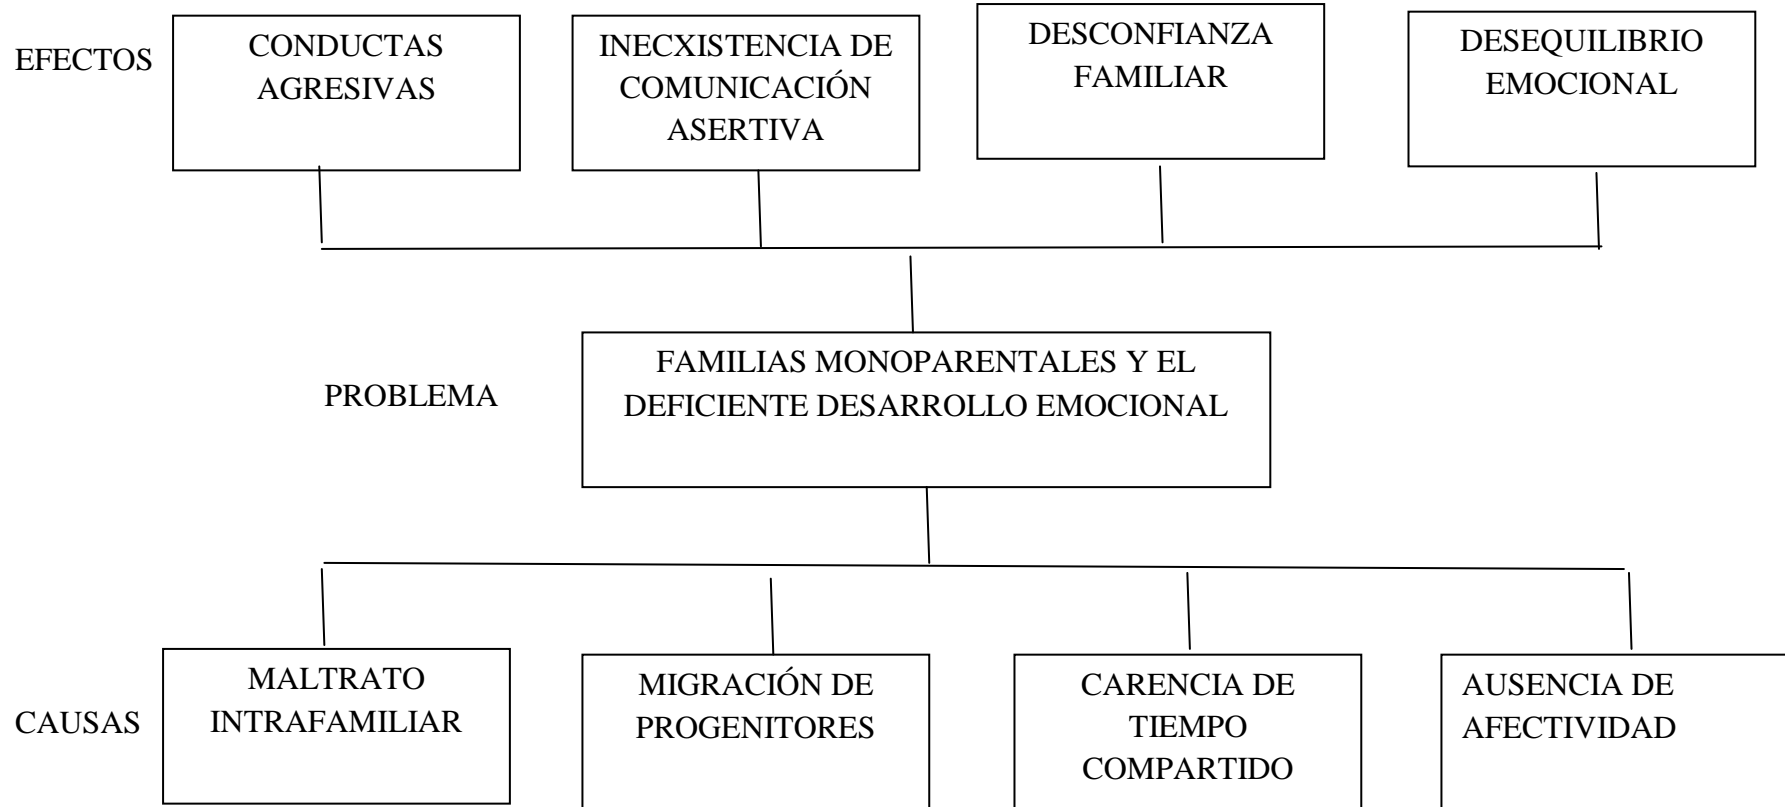 EFECTOS
CONDUCTAS
AGRESIVAS
INECXISTENCIA DE
COMUNICACIÓN
ASERTIVA
DESCONFIANZA
FAMILIAR
DESEQUILIBRIO
EMOCIONAL
PROBLEMA
FAMILIAS MONOPARENTALES Y EL
DEFICIENTE DESARROLLO EMOCIONAL
CAUSAS
MALTRATO
INTRAFAMILIAR
MIGRACIÓN DE
PROGENITORES
CARENCIA DE
TIEMPO
COMPARTIDO
AUSENCIA DE
AFECTIVIDAD